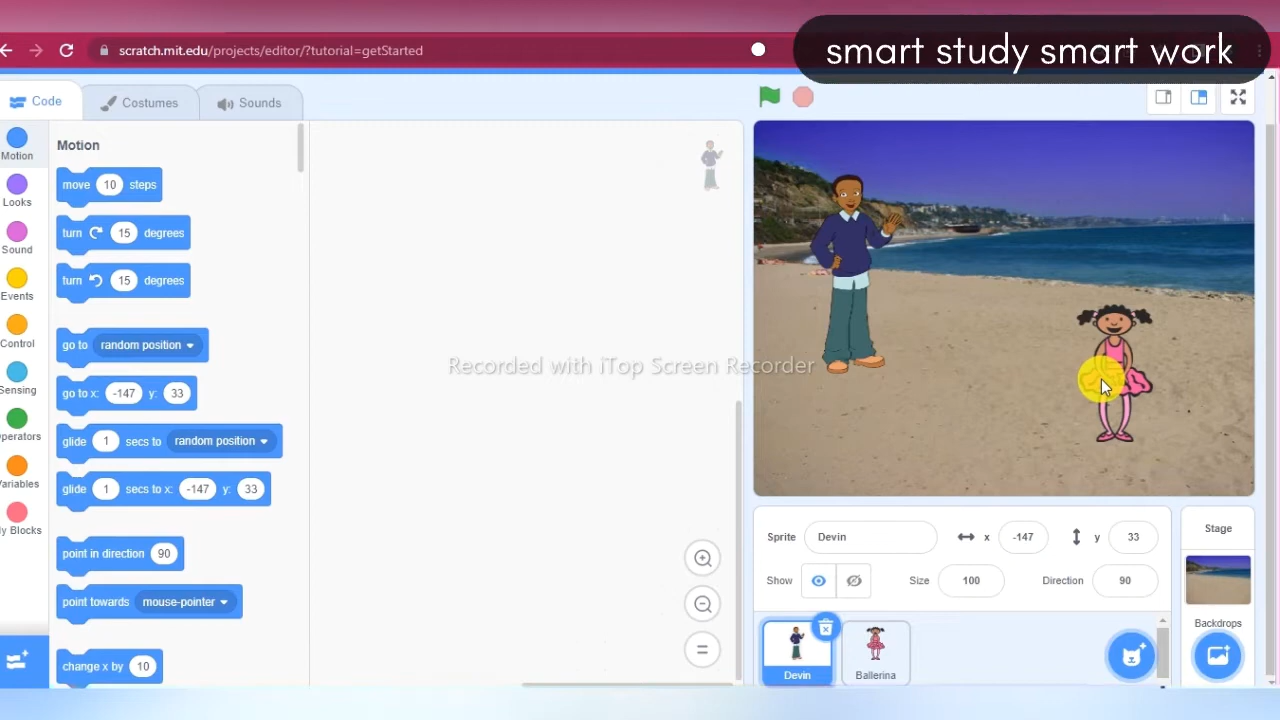 smart study smart work
scratch.mit.edu/projects/editor/?tutorial=getStarted
Code
Costumes
Sounds
Motion
Looks
Sound
Events
Control
Sensing
perators
ariables
y Blocks
Motion
move 10 steps
turn 15 degrees
turn 15 degrees
go to random position
go to x: -147 y: 33
glide 1 secs to random position
glide 1 secs to x: -147 y: 33
point in direction 90
point towards mouse-pointer
change x by 10
Recorded with iTop Screen Recorder
Sprite Devin x -147 y 33
Show Size 100 Direction 90
Devin
Ballerina
Stage
Backdrops